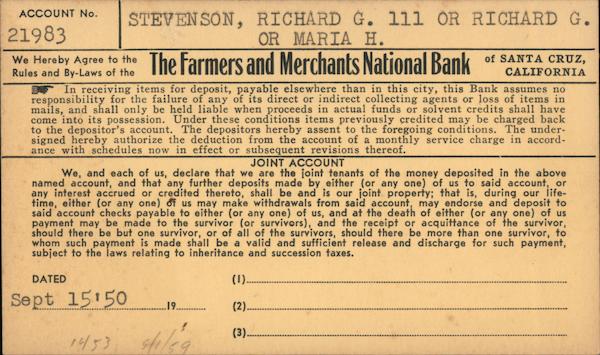 ACCOUNT No.
21983
STEVENSON, RICHARD G. 111 OR RICHARD G.
OR MARIA H.
We Hereby Agree to the
Rules and By-Laws of the
The Farmers and Merchants National Bank
of SANTA CRUZ,
CALIFORNIA
In receiving items for deposit, payable elsewhere than in this city, this Bank assumes no
responsibility for the failure of any of its direct or indirect collecting agents or loss of items in
mails, and shall only be held liable when proceeds in actual funds or solvent credits shall have
come into its possession. Under these conditions items previously credited may be charged back
to the depositor's account. The depositors hereby assent to the foregoing conditions. The under-
signed hereby authorize the deduction from the account of a monthly service charge in accord-
ance with schedules now in effect or subsequent revisions thereof.
JOINT ACCOUNT
We, and each of us, declare that we are the joint tenants of the money deposited in the above
named account, and that any further deposits made by either (or any one) of us to said account, or
any interest accrued or credited thereto, shall be and is our joint property; that is, during our life-
time, either (or any one) of us may make withdrawals from said account, may endorse and deposit to
said account checks payable to either (or any one) of us, and at the death of either (or any one) of us
payment may be made to the survivor (or survivors), and the receipt or acquittance of the survivor,
should there be but one survivor, or of all of the survivors, should there be more than one survivor, to
whom such payment is made shall be a valid and sufficient release and discharge for such payment,
subject to the laws relating to inheritance and succession taxes.
DATED
Sept 15'50 19
(1)
(2)
(3)
1453 9/1/59